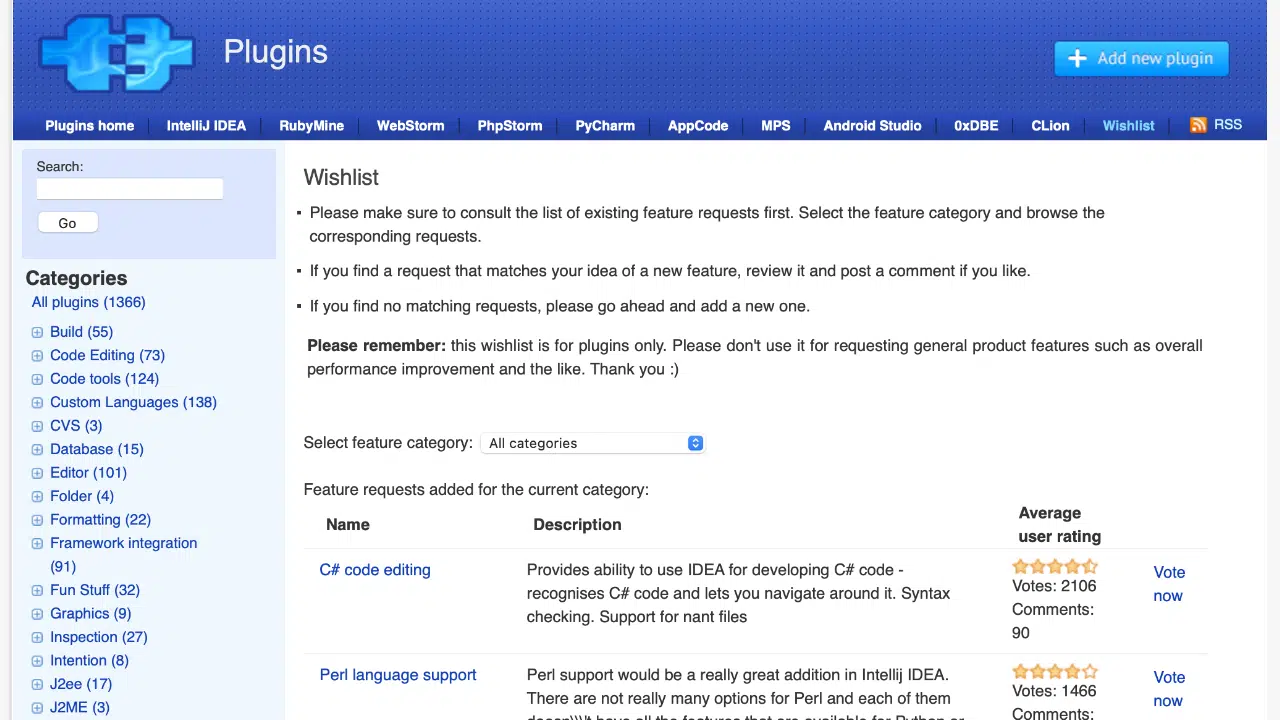 Plugins
Add new plugin
Plugins home
IntelliJ IDEA
RubyMine
WebStorm
PhpStorm
PyCharm
AppCode
MPS
Android Studio
0xDBE
CLion
Wishlist
RSS
Search:
Go
Categories
All plugins (1366)
Build (55)
Code Editing (73)
Code tools (124)
Custom Languages (138)
CVS (3)
Database (15)
Editor (101)
Folder (4)
Formatting (22)
Framework integration
(91)
Fun Stuff (32)
Graphics (9)
Inspection (27)
Intention (8)
J2ee (17)
J2ME (3)
Wishlist
Please make sure to consult the list of existing feature requests first. Select the feature category and browse the
corresponding requests.
If you find a request that matches your idea of a new feature, review it and post a comment if you like.
If you find no matching requests, please go ahead and add a new one.
Please remember: this wishlist is for plugins only. Please don't use it for requesting general product features such as overall
performance improvement and the like. Thank you :)
Select feature category: All categories
Feature requests added for the current category:
Name
Description
Average
user rating
C# code editing
Provides ability to use IDEA for developing C# code -
recognises C# code and lets you navigate around it. Syntax
checking. Support for nant files
Votes: 2106
Comments:
90
Vote
now
Perl language support
Perl support would be a really great addition in Intellij IDEA.
There are not really many options for Perl and each of them
doesn\\\'t have all the features that are available for Python or
Votes: 1466
Comments:
Vote
now